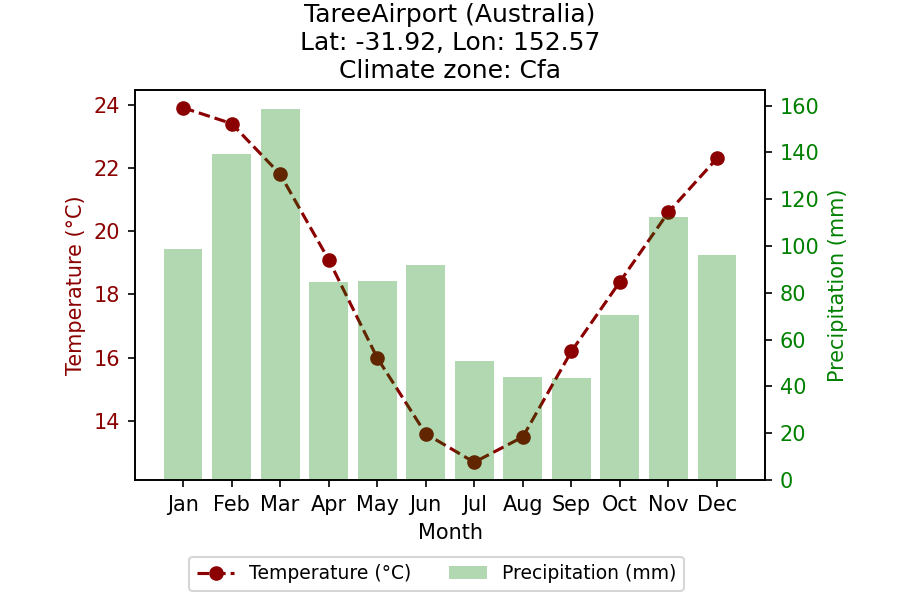 TareeAirport (Australia)
Lat: -31.92, Lon: 152.57
Climate zone: Cfa
Temperature (°C)
24
22
20
18
16
14
160
140
120
100
80
60
40
20
0
Precipitation (mm)
Jan Feb Mar Apr May Jun Jul Aug Sep Oct Nov Dec
Month
Temperature (°C) Precipitation (mm)